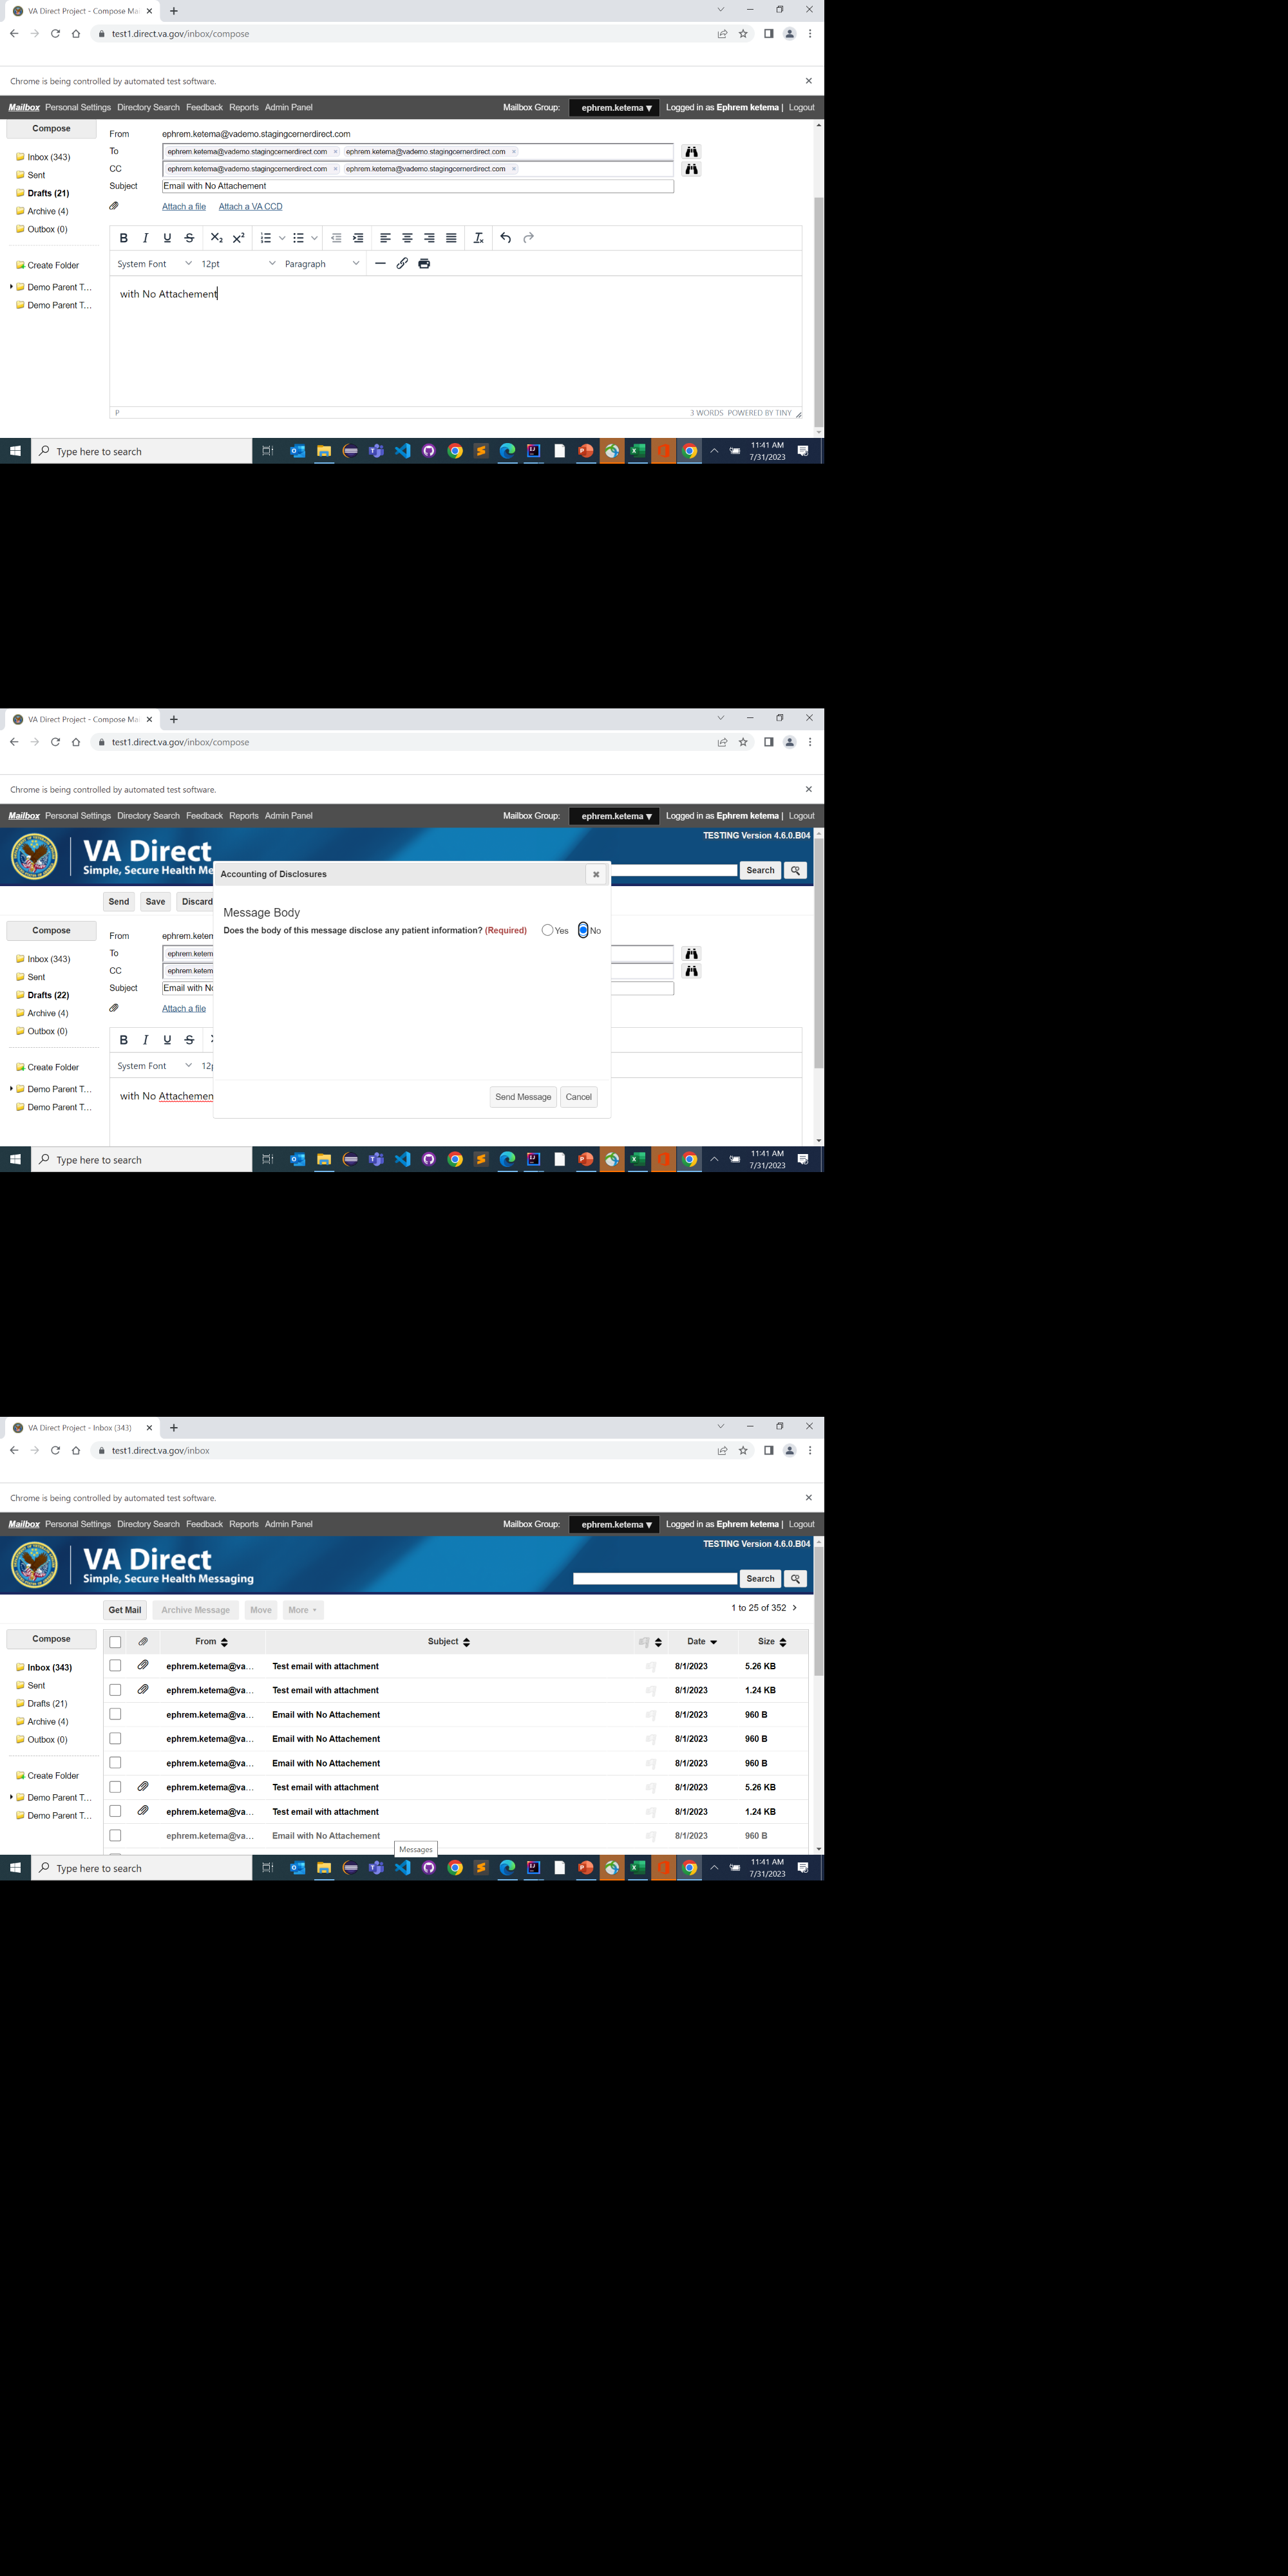 VA Direct Project - Compose Ma
test1.direct.va.gov/inbox/compose
Chrome is being controlled by automated test software.
Mailbox Personal Settings Directory Search Feedback Reports Admin Panel Mailbox Group: ephrem.ketema ▼ Logged in as Ephrem ketema | Logout
Compose
From ephrem.ketema@vademo.stagingcernerdirect.com
To ephrem.ketema@vademo.stagingcernerdirect.com × ephrem.ketema@vademo.stagingcernerdirect.com ×
CC ephrem.ketema@vademo.stagingcernerdirect.com × ephrem.ketema@vademo.stagingcernerdirect.com ×
Subject Email with No Attachement
Attach a file Attach a VA CCD
Inbox (343)
Sent
Drafts (21)
Archive (4)
Outbox (0)
Create Folder
Demo Parent T...
Demo Parent T...
System Font 12pt Paragraph
with No Attachement
P 3 WORDS POWERED BY TINY
Type here to search
11:41 AM
7/31/2023
VA Direct Project - Compose Ma
test1.direct.va.gov/inbox/compose
Chrome is being controlled by automated test software.
Mailbox Personal Settings Directory Search Feedback Reports Admin Panel Mailbox Group: ephrem.ketema ▼ Logged in as Ephrem ketema | Logout
TESTING Version 4.6.0.B04
VA Direct
Simple, Secure Health Me
Search
Send Save Discard
Accounting of Disclosures
Message Body
Does the body of this message disclose any patient information? (Required) Yes No
Send Message Cancel
Compose
From ephrem.keter
To ephrem.ketem
CC ephrem.ketem
Subject Email with No
Attach a file
Inbox (343)
Sent
Drafts (22)
Archive (4)
Outbox (0)
Create Folder
Demo Parent T...
Demo Parent T...
System Font 12p
with No Attachemen
Type here to search
11:41 AM
7/31/2023
VA Direct Project - Inbox (343)
test1.direct.va.gov/inbox
Chrome is being controlled by automated test software.
Mailbox Personal Settings Directory Search Feedback Reports Admin Panel Mailbox Group: ephrem.ketema ▼ Logged in as Ephrem ketema | Logout
TESTING Version 4.6.0.B04
VA Direct
Simple, Secure Health Messaging
Search
Get Mail Archive Message Move More 1 to 25 of 352
Compose
Inbox (343)
Sent
Drafts (21)
Archive (4)
Outbox (0)
Create Folder
Demo Parent T...
Demo Parent T...
From Subject Date Size
ephrem.ketema@va... Test email with attachment 8/1/2023 5.26 KB
ephrem.ketema@va... Test email with attachment 8/1/2023 1.24 KB
ephrem.ketema@va... Email with No Attachement 8/1/2023 960 B
ephrem.ketema@va... Email with No Attachement 8/1/2023 960 B
ephrem.ketema@va... Email with No Attachement 8/1/2023 960 B
ephrem.ketema@va... Test email with attachment 8/1/2023 5.26 KB
ephrem.ketema@va... Test email with attachment 8/1/2023 1.24 KB
ephrem.ketema@va... Email with No Attachement 8/1/2023 960 B
Messages
Type here to search
11:41 AM
7/31/2023